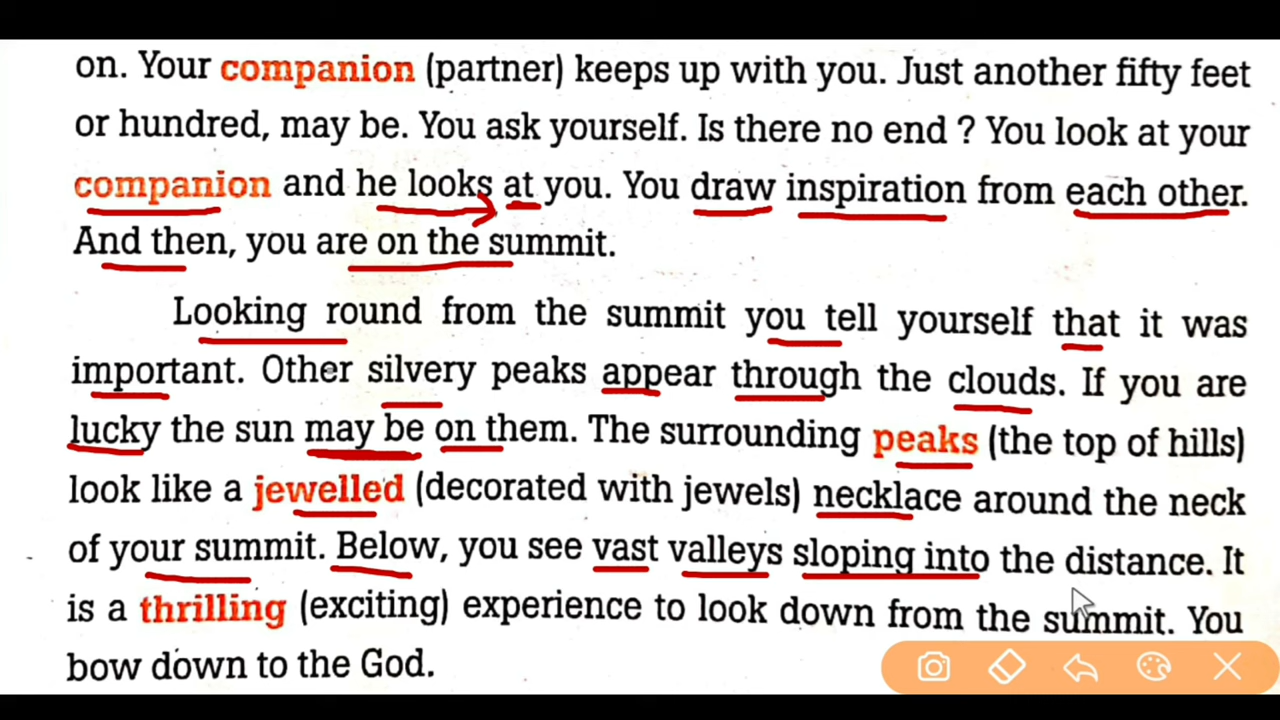 on. Your companion (partner) keeps up with you. Just another fifty feet
or hundred, may be. You ask yourself. Is there no end ? You look at your
companion and he looks at you. You draw inspiration from each other.
And then, you are on the summit.
Looking round from the summit you tell yourself that it was
important. Other silvery peaks appear through the clouds. If you are
lucky the sun may be on them. The surrounding peaks (the top of hills)
look like a jewelled (decorated with jewels) necklace around the neck
of your summit. Below, you see vast valleys sloping into the distance. It
is a thrilling (exciting) experience to look down from the summit. You
bow down to the God.